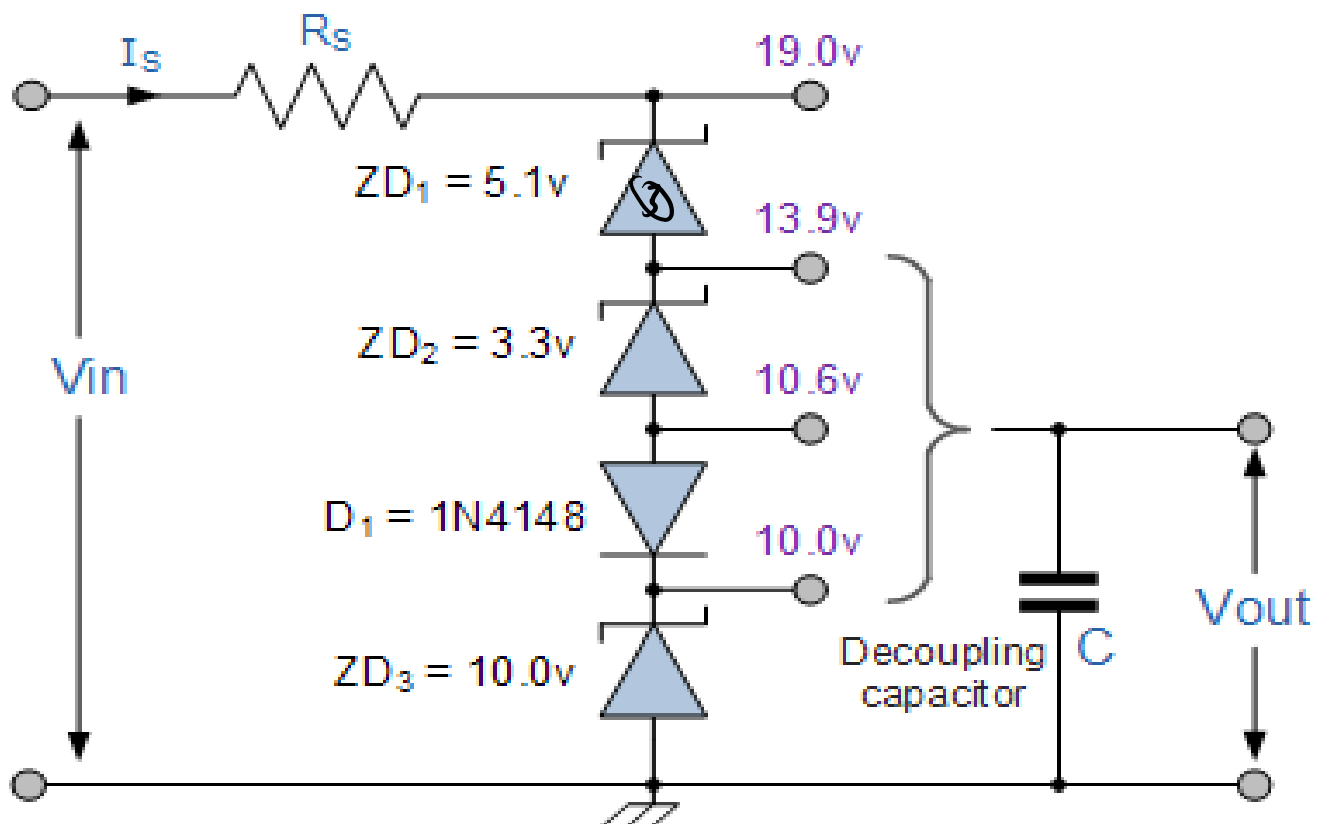 Is
Rs
19.0v
ZD₁ = 5.1v
13.9v
ZD₂ = 3.3v
10.6v
Vin
D₁ = 1N4148
10.0v
ZD₃ = 10.0v
Decoupling
capacitor
C
Vout